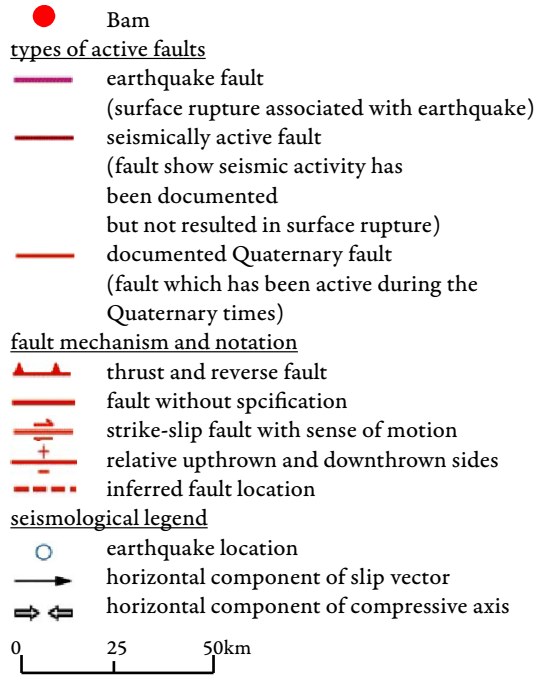 Bam
types of active faults
earthquake fault
(surface rupture associated with earthquake)
seismically active fault
(fault show seismic activity has
been documented
but not resulted in surface rupture)
documented Quaternary fault
(fault which has been active during the
Quaternary times)
fault mechanism and notation
thrust and reverse fault
fault without spcification
strike-slip fault with sense of motion
+
relative upthrown and downthrown sides
–
inferred fault location
seismological legend
earthquake location
horizontal component of slip vector
horizontal component of compressive axis
0 25 50km